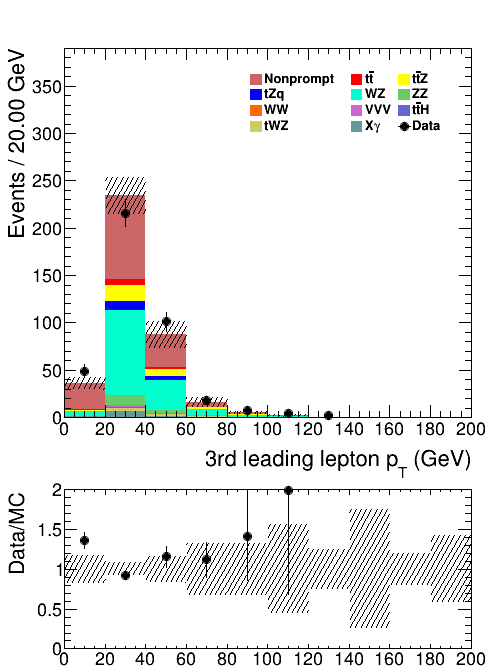 Events / 20.00 GeV
400
350
300
250
200
150
100
50
0
Nonprompt tt̄ tt̄Z
tZq WZ ZZ
WW VVV tt̄H
tWZ Xγ Data
0 20 40 60 80 100 120 140 160 180 200
3rd leading lepton pT (GeV)
Data/MC
2
1.5
1
0.5
0
0 20 40 60 80 100 120 140 160 180 200